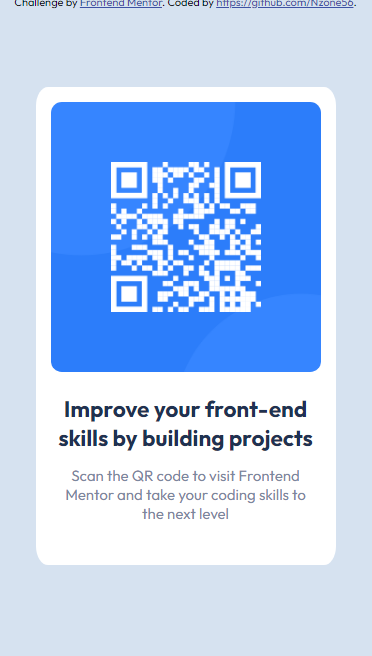 Challenge by Frontend Mentor. Coded by https://github.com/Nzone56.
Improve your front-end
skills by building projects
Scan the QR code to visit Frontend
Mentor and take your coding skills to
the next level